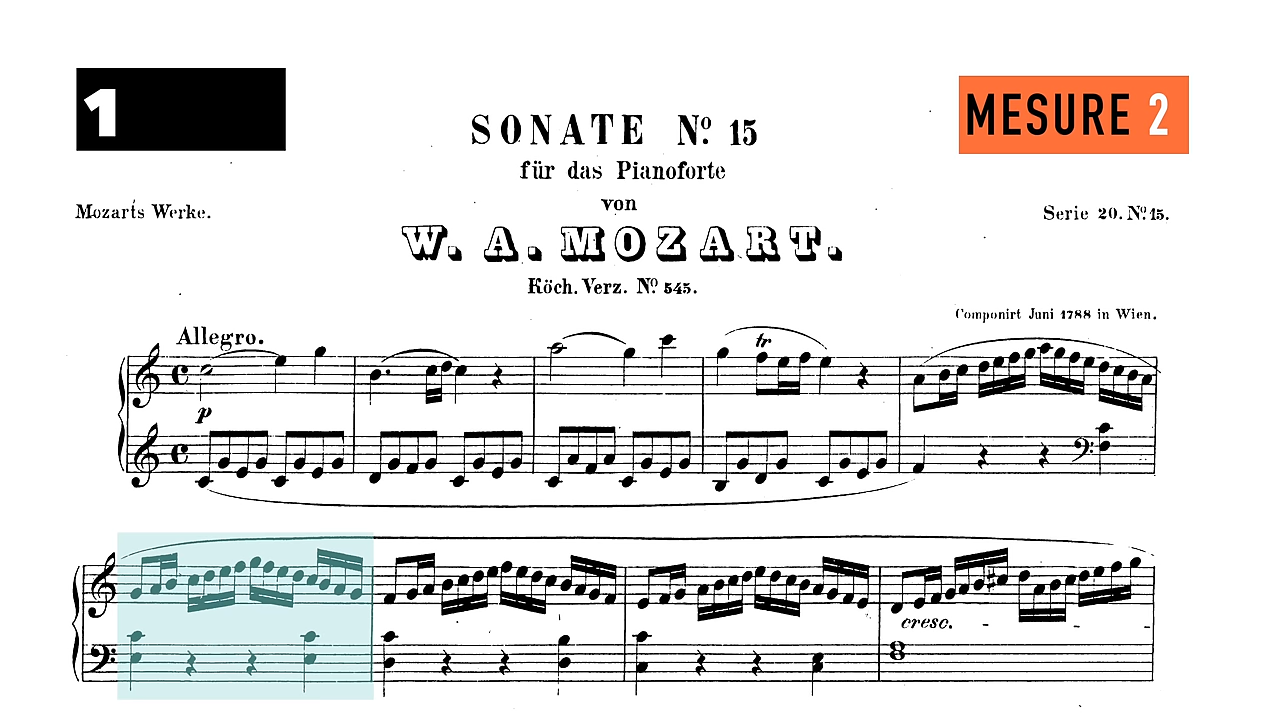 1
MESURE 2
SONATE Nº 15
für das Pianoforte
Mozarts Werke.
von
Serie 20. Nº 15.
W. A. MOZART.
Köch. Verz. Nº 545.
Componirt Juni 1788 in Wien.
Allegro.
tr
p
cresc.